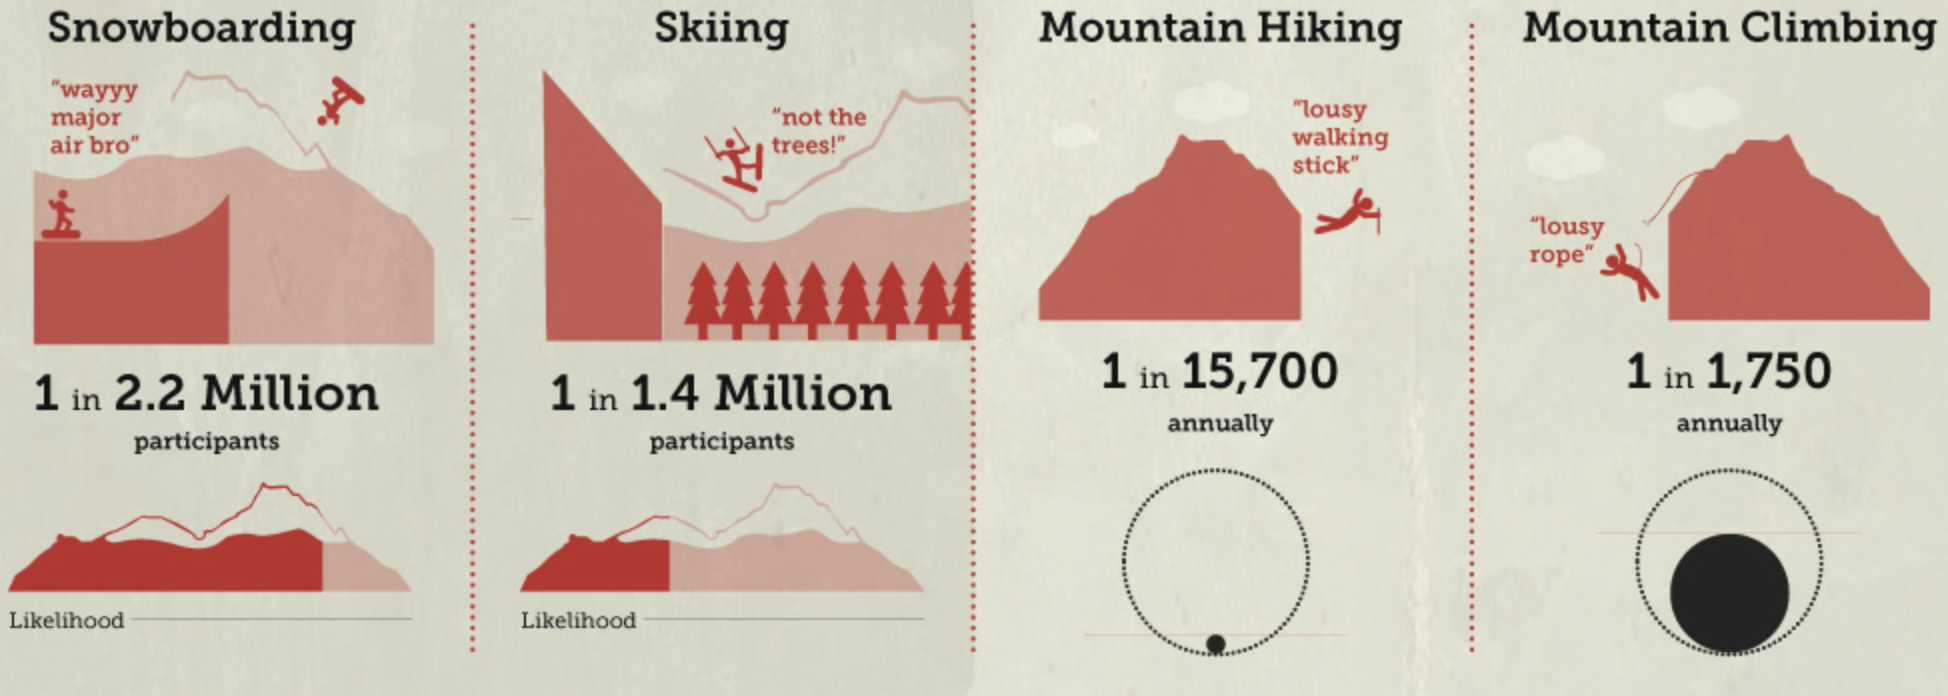 Snowboarding
"wayyy
major
air bro"
1 in 2.2 Million
participants
Likelihood
Skiing
"not the
trees!"
1 in 1.4 Million
participants
Likelihood
Mountain Hiking
"lousy
walking
stick"
1 in 15,700
annually
Mountain Climbing
"lousy
rope"
1 in 1,750
annually